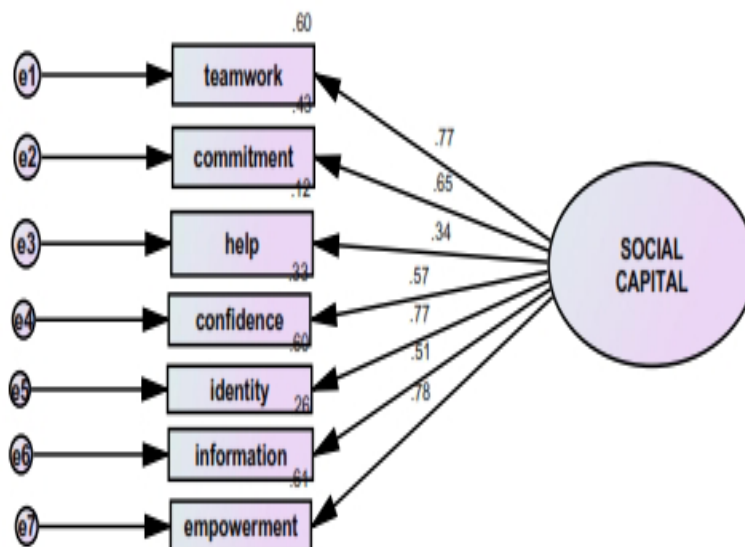 .60
e1
teamwork
.43
.77
e2
commitment
.65
.12
e3
help
.34
SOCIAL
CAPITAL
.33
.57
e4
confidence
.77
.60
e5
identity
.51
.26
.78
e6
information
.61
e7
empowerment